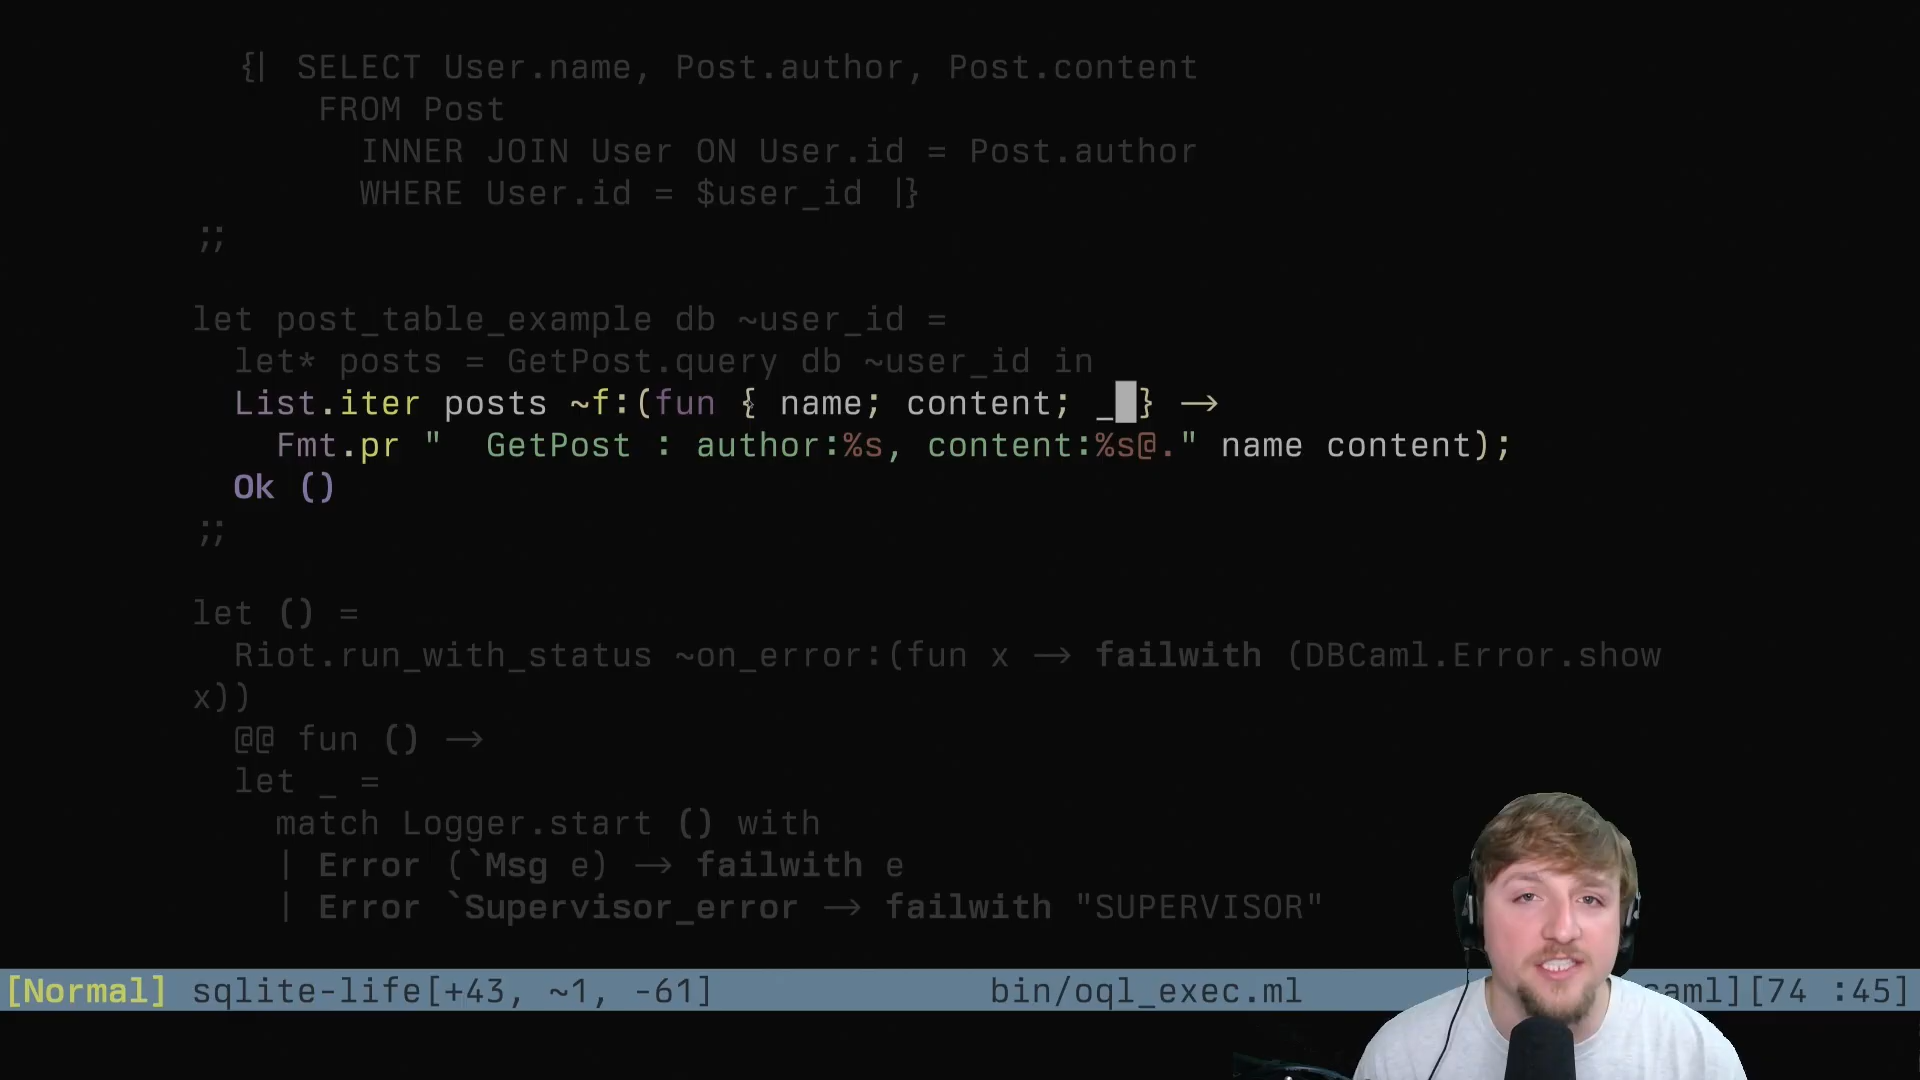 {| SELECT User.name, Post.author, Post.content
FROM Post
INNER JOIN User ON User.id = Post.author
WHERE User.id = $user_id |}
;;
let post_table_example db ~user_id =
let* posts = GetPost.query db ~user_id in
List.iter posts ~f:(fun { name; content; _ } ->
Fmt.pr "  GetPost : author:%s, content:%s@." name content);
Ok ()
;;
let () =
Riot.run_with_status ~on_error:(fun x -> failwith (DBCaml.Error.show
x))
@@ fun () ->
let _ =
match Logger.start () with
| Error (`Msg e) -> failwith e
| Error `Supervisor_error -> failwith "SUPERVISOR"
[Normal] sqlite-life[+43, ~1, -61] bin/oql_exec.ml aml][74 :45]